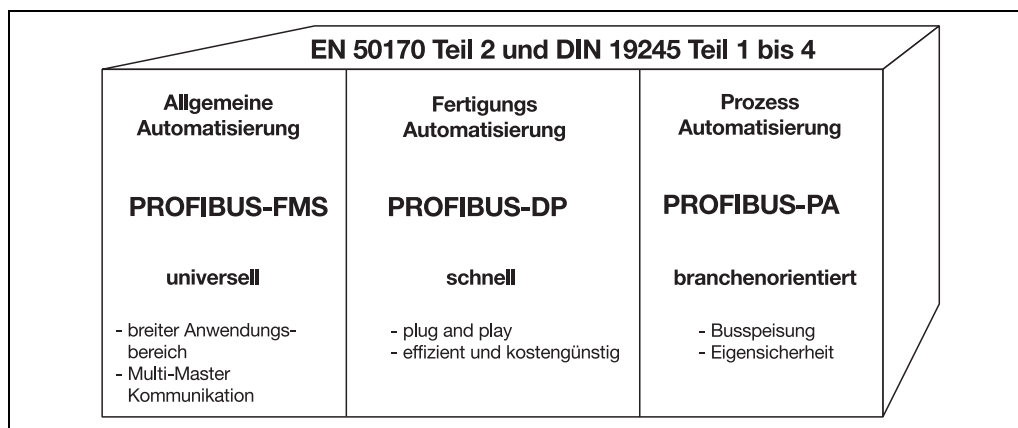 EN 50170 Teil 2 und DIN 19245 Teil 1 bis 4
Allgemeine
Automatisierung
PROFIBUS-FMS
universell
- breiter Anwendungs-
bereich
- Multi-Master
Kommunikation
Fertigungs
Automatisierung
PROFIBUS-DP
schnell
- plug and play
- effizient und kostengünstig
Prozess
Automatisierung
PROFIBUS-PA
branchenorientiert
- Busspeisung
- Eigensicherheit